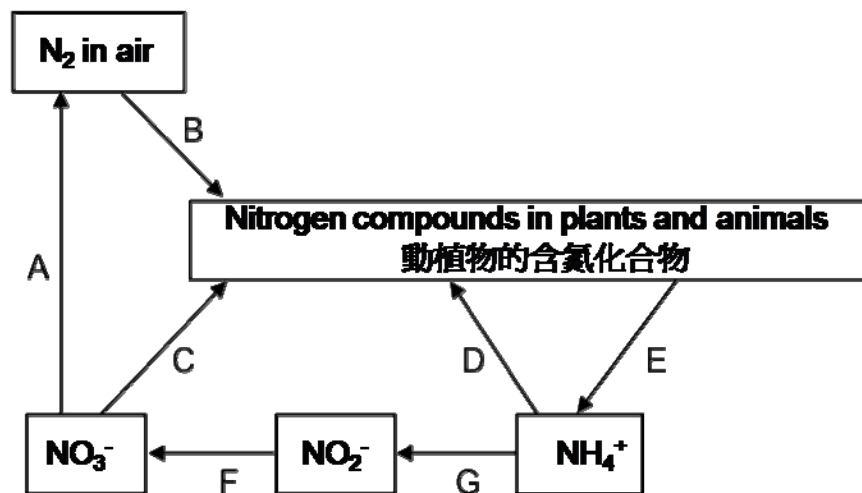 N₂ in air
B
Nitrogen compounds in plants and animals
動植物的含氮化合物
A
C
D
E
NO₃⁻
NO₂⁻
NH₄⁺
F
G